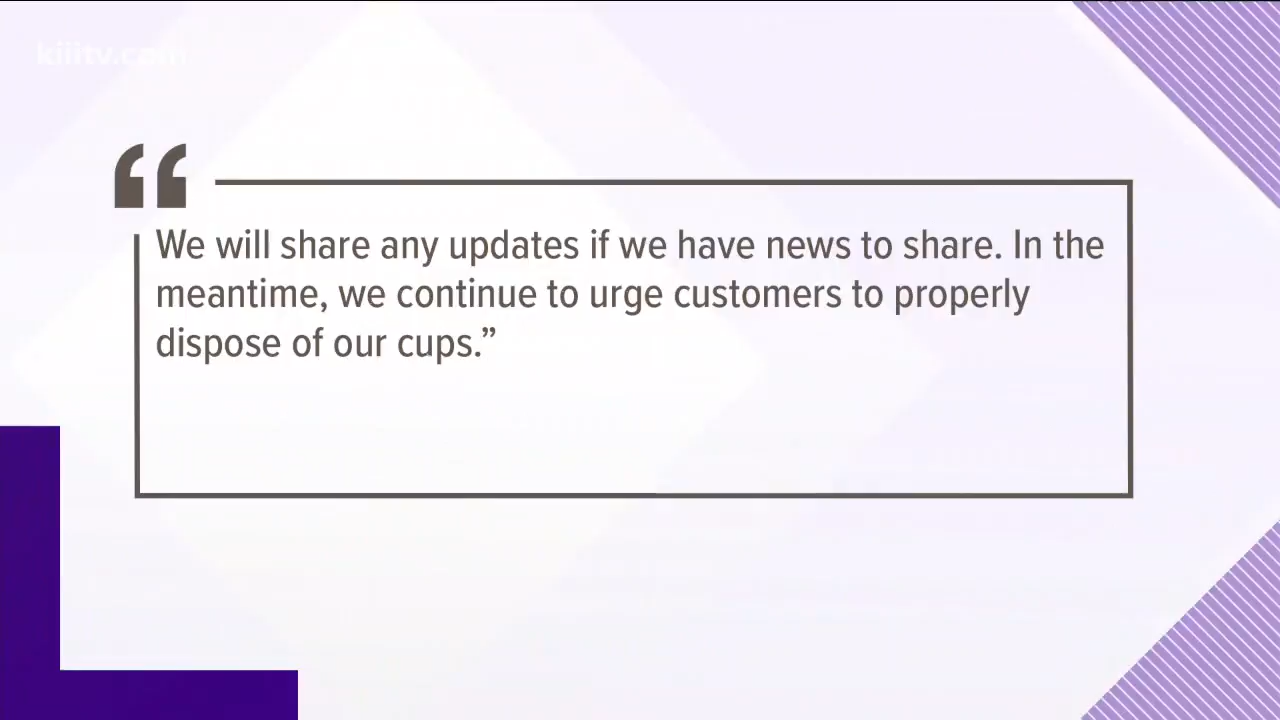 kiiitv.com
“
We will share any updates if we have news to share. In the
meantime, we continue to urge customers to properly
dispose of our cups.”